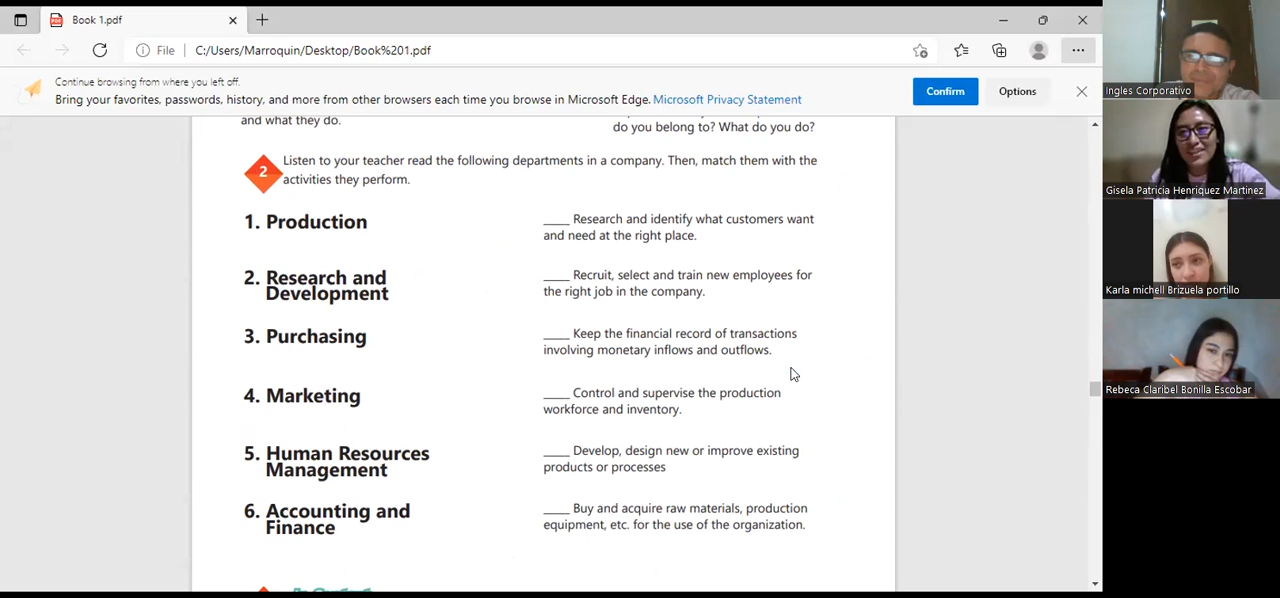 Book 1.pdf
File
C:/Users/Marroquin/Desktop/Book%201.pdf
Continue browsing from where you left off.
Bring your favorites, passwords, history, and more from other browsers each time you browse in Microsoft Edge. Microsoft Privacy Statement
Confirm
Options
and what they do.
do you belong to? What do you do?
2
Listen to your teacher read the following departments in a company. Then, match them with the
activities they perform.
1. Production
____ Research and identify what customers want
and need at the right place.
2. Research and
Development
____ Recruit, select and train new employees for
the right job in the company.
3. Purchasing
____ Keep the financial record of transactions
involving monetary inflows and outflows.
4. Marketing
____ Control and supervise the production
workforce and inventory.
5. Human Resources
Management
____ Develop, design new or improve existing
products or processes
6. Accounting and
Finance
____ Buy and acquire raw materials, production
equipment, etc. for the use of the organization.
Ingles Corporativo
Gisela Patricia Henriquez Martinez
Karla michell Brizuela portillo
Rebeca Claribel Bonilla Escobar